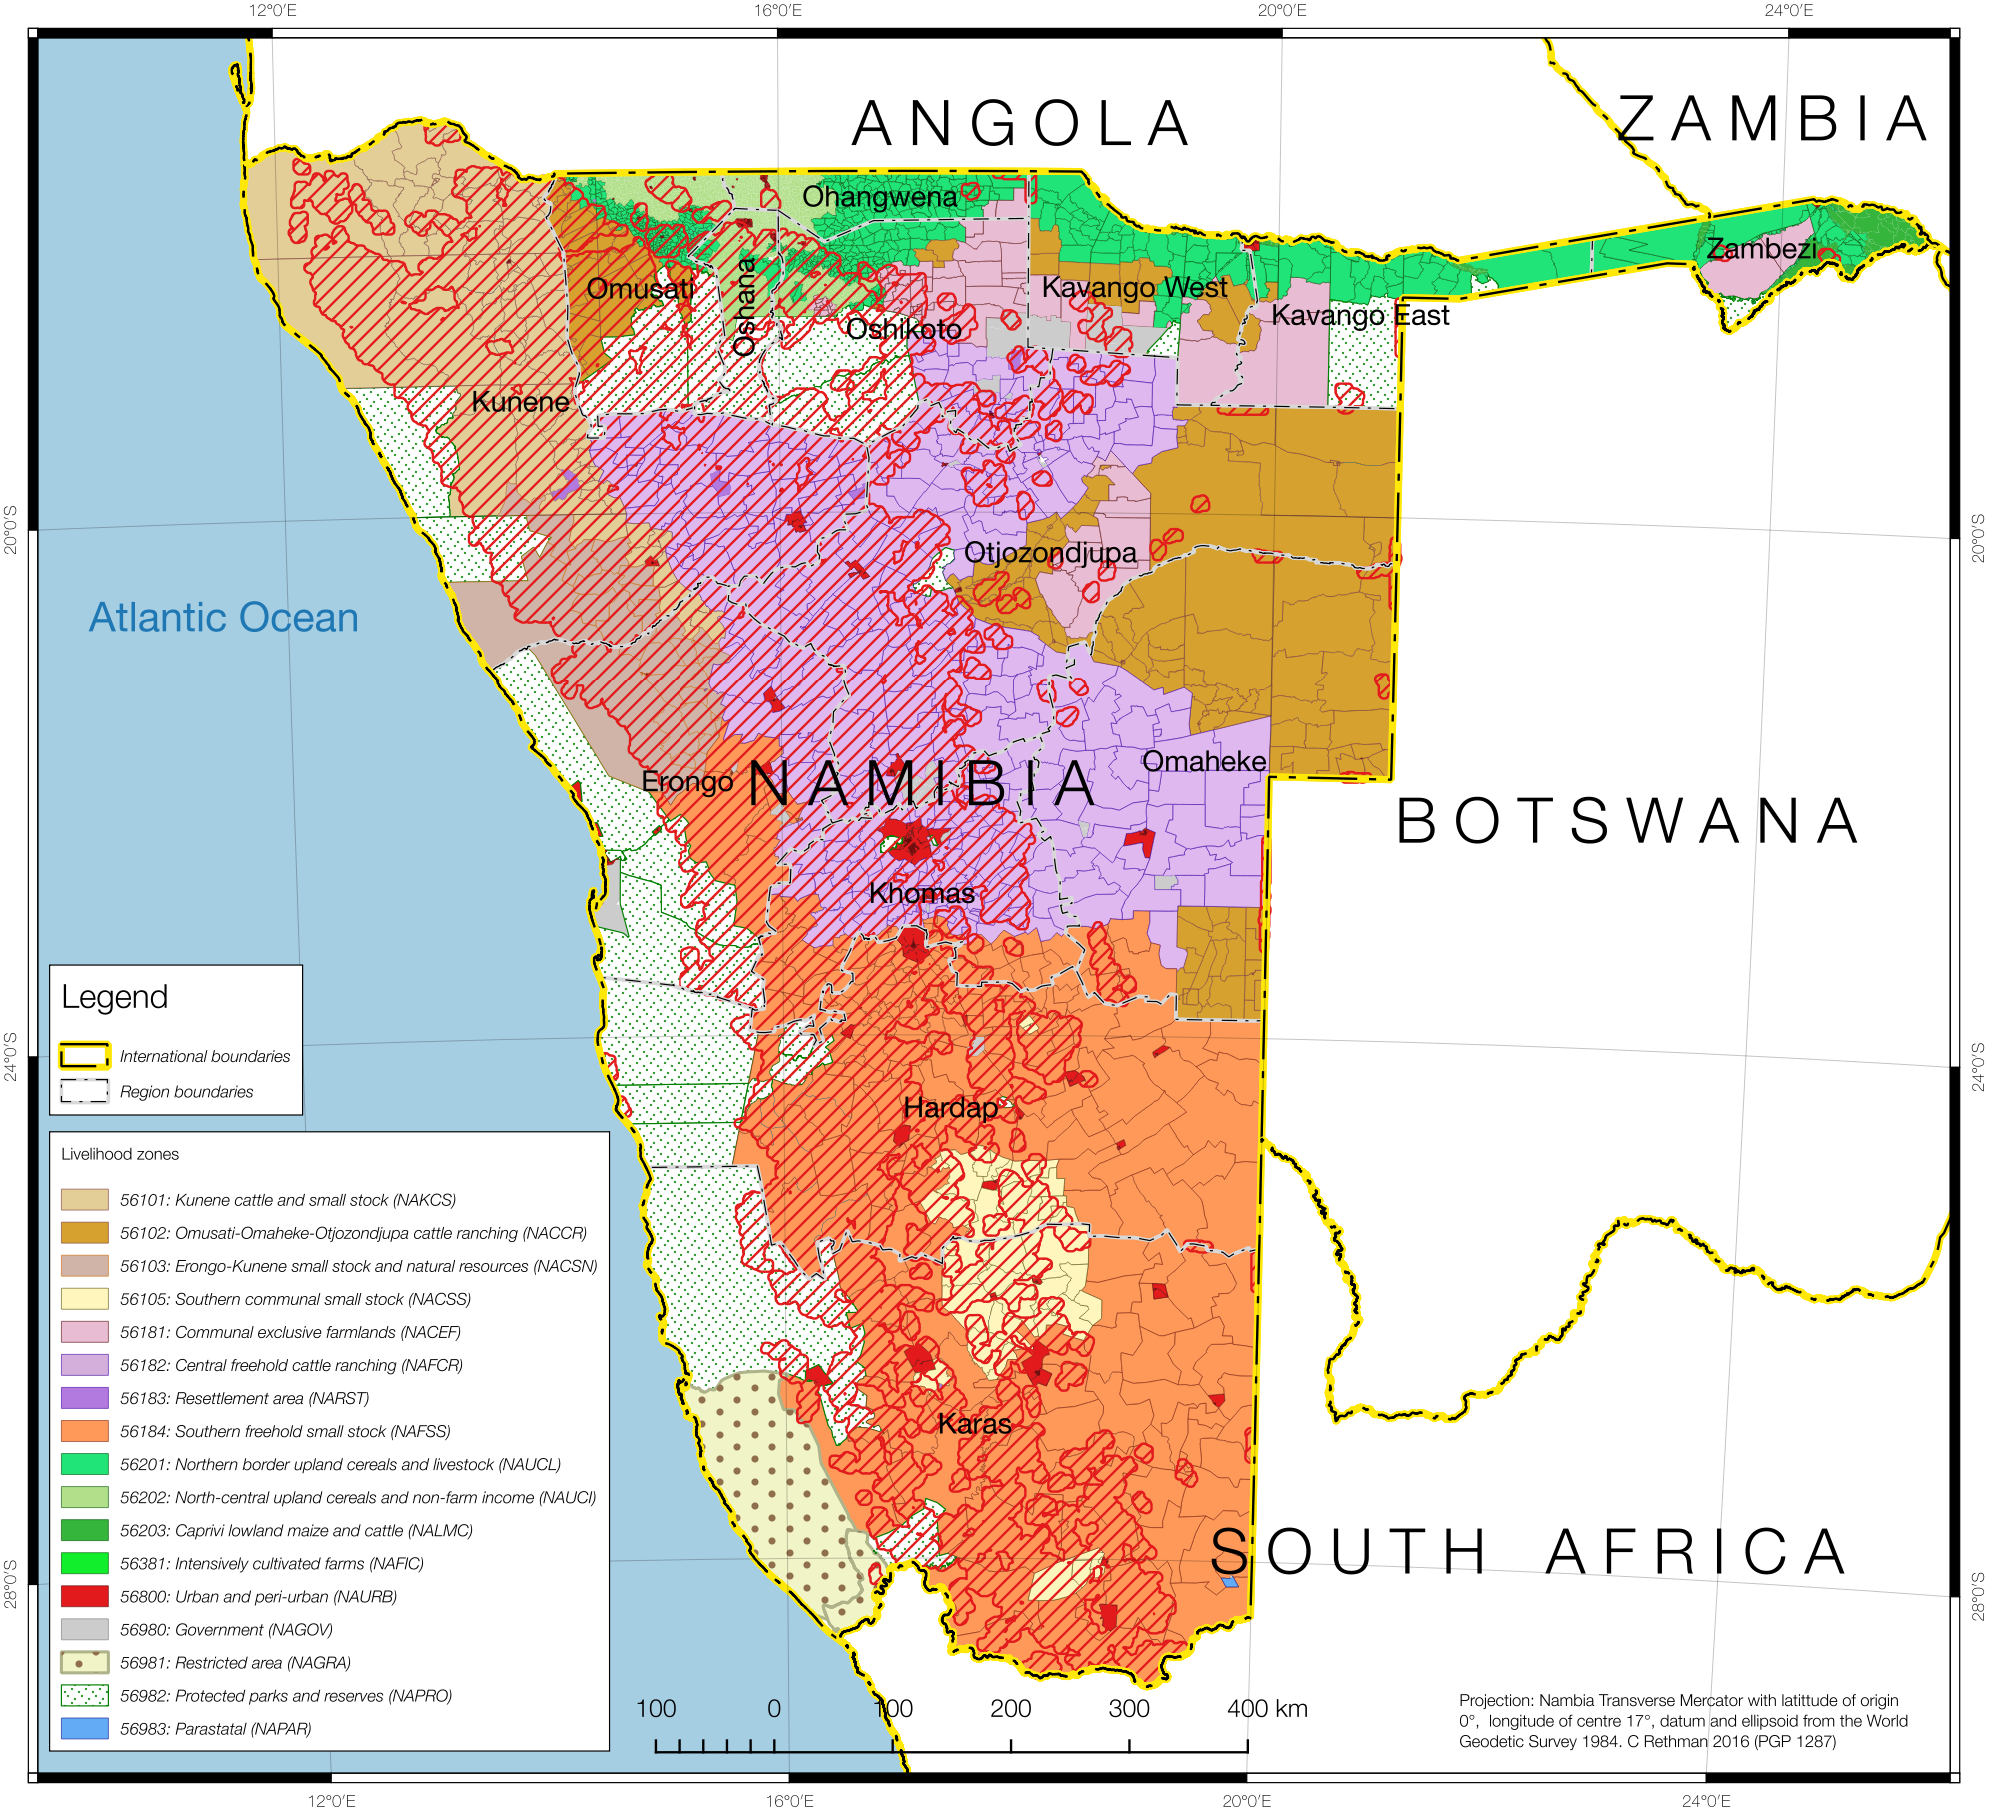 12°0′E 16°0′E 20°0′E 24°0′E
ANGOLA
ZAMBIA
Ohangwena
Zambezi
Omusati
Oshana
Kavango West
Oshikoto
Kavango East
Kunene
20°0′S
20°0′S
Otjozondjupa
Atlantic Ocean
Erongo
NAMIBIA
Omaheke
BOTSWANA
Khomas
Legend
International boundaries
Region boundaries
24°0′S
24°0′S
Hardap
Karas
SOUTH AFRICA
Livelihood zones
56101: Kunene cattle and small stock (NAKCS)
56102: Omusati-Omaheke-Otjozondjupa cattle ranching (NACCR)
56103: Erongo-Kunene small stock and natural resources (NACSN)
56105: Southern communal small stock (NACSS)
56181: Communal exclusive farmlands (NACEF)
56182: Central freehold cattle ranching (NAFCR)
56183: Resettlement area (NARST)
56184: Southern freehold small stock (NAFSS)
56201: Northern border upland cereals and livestock (NAUCL)
56202: North-central upland cereals and non-farm income (NAUCI)
56203: Caprivi lowland maize and cattle (NALMC)
56381: Intensively cultivated farms (NAFIC)
56800: Urban and peri-urban (NAURB)
56980: Government (NAGOV)
56981: Restricted area (NAGRA)
56982: Protected parks and reserves (NAPRO)
56983: Parastatal (NAPAR)
28°0′S
28°0′S
100 0 100 200 300 400 km
Projection: Nambia Transverse Mercator with latittude of origin
0°, longitude of centre 17°, datum and ellipsoid from the World
Geodetic Survey 1984. C Rethman 2016 (PGP 1287)
12°0′E 16°0′E 20°0′E 24°0′E